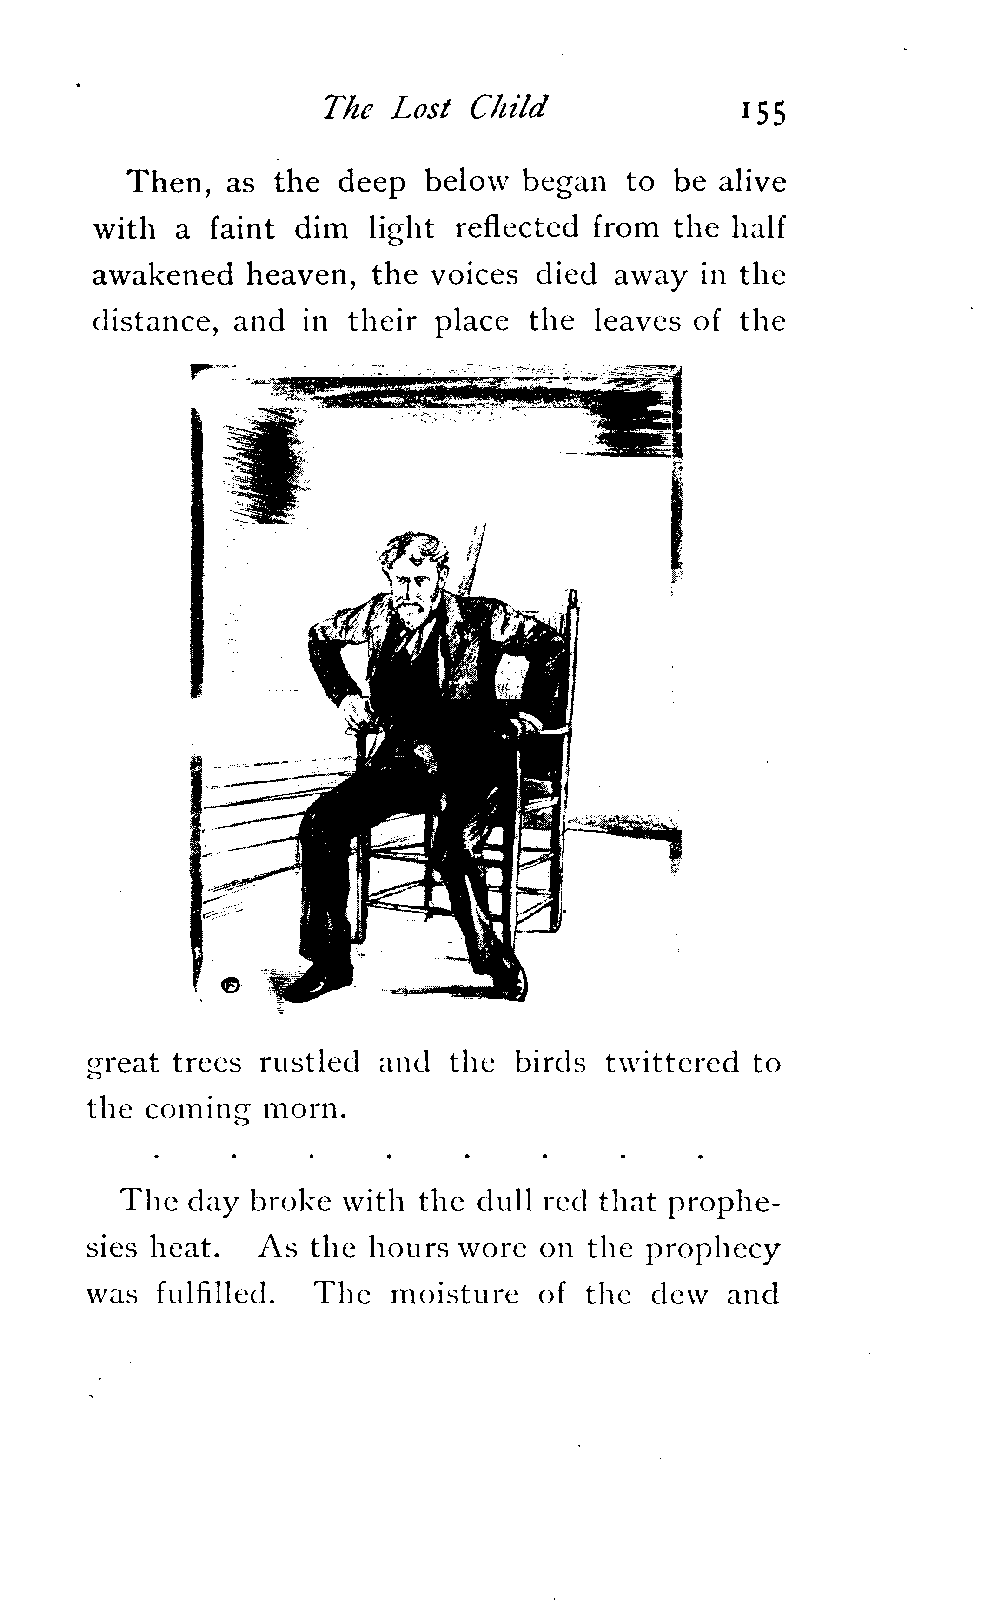 The Lost Child 155
Then, as the deep below began to be alive
with a faint dim light reflected from the half
awakened heaven, the voices died away in the
distance, and in their place the leaves of the
great trees rustled and the birds twittered to
the coming morn.
. . . . . . . .
The day broke with the dull red that prophe-
sies heat. As the hours wore on the prophecy
was fulfilled. The moisture of the dew and